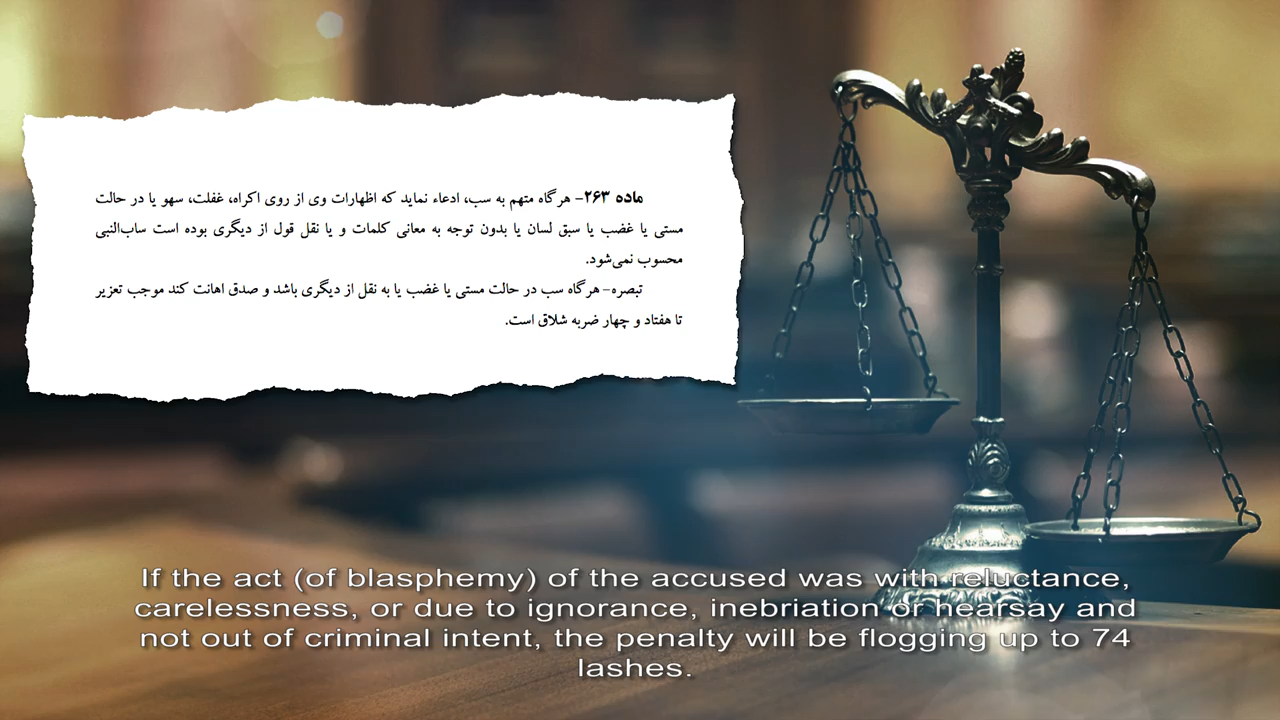 ماده ۲۶۳- هرگاه متهم به سب، ادعاء نماید که اظهارات وی از روی اکراه، غفلت، سهو یا در حالت
مستی یا غضب یا سبق لسان یا بدون توجه به معانی کلمات و یا نقل قول از دیگری بوده است ساب‌النبی
محسوب نمی‌شود.
تبصره- هرگاه سب در حالت مستی یا غضب یا به نقل از دیگری باشد و صدق اهانت کند موجب تعزیر
تا هفتاد و چهار ضربه شلاق است.
If the act (of blasphemy) of the accused was with reluctance,
carelessness, or due to ignorance, inebriation or hearsay and
not out of criminal intent, the penalty will be flogging up to 74
lashes.